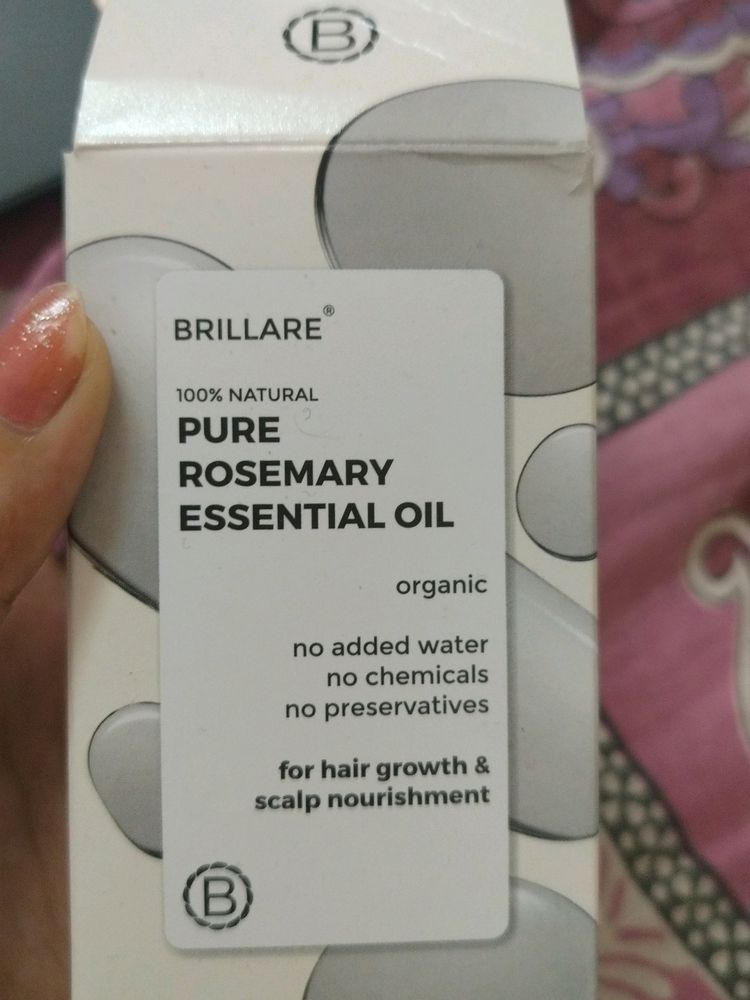 B
BRILLARE®
100% NATURAL
PURE
ROSEMARY
ESSENTIAL OIL
organic
no added water
no chemicals
no preservatives
for hair growth &
scalp nourishment
B